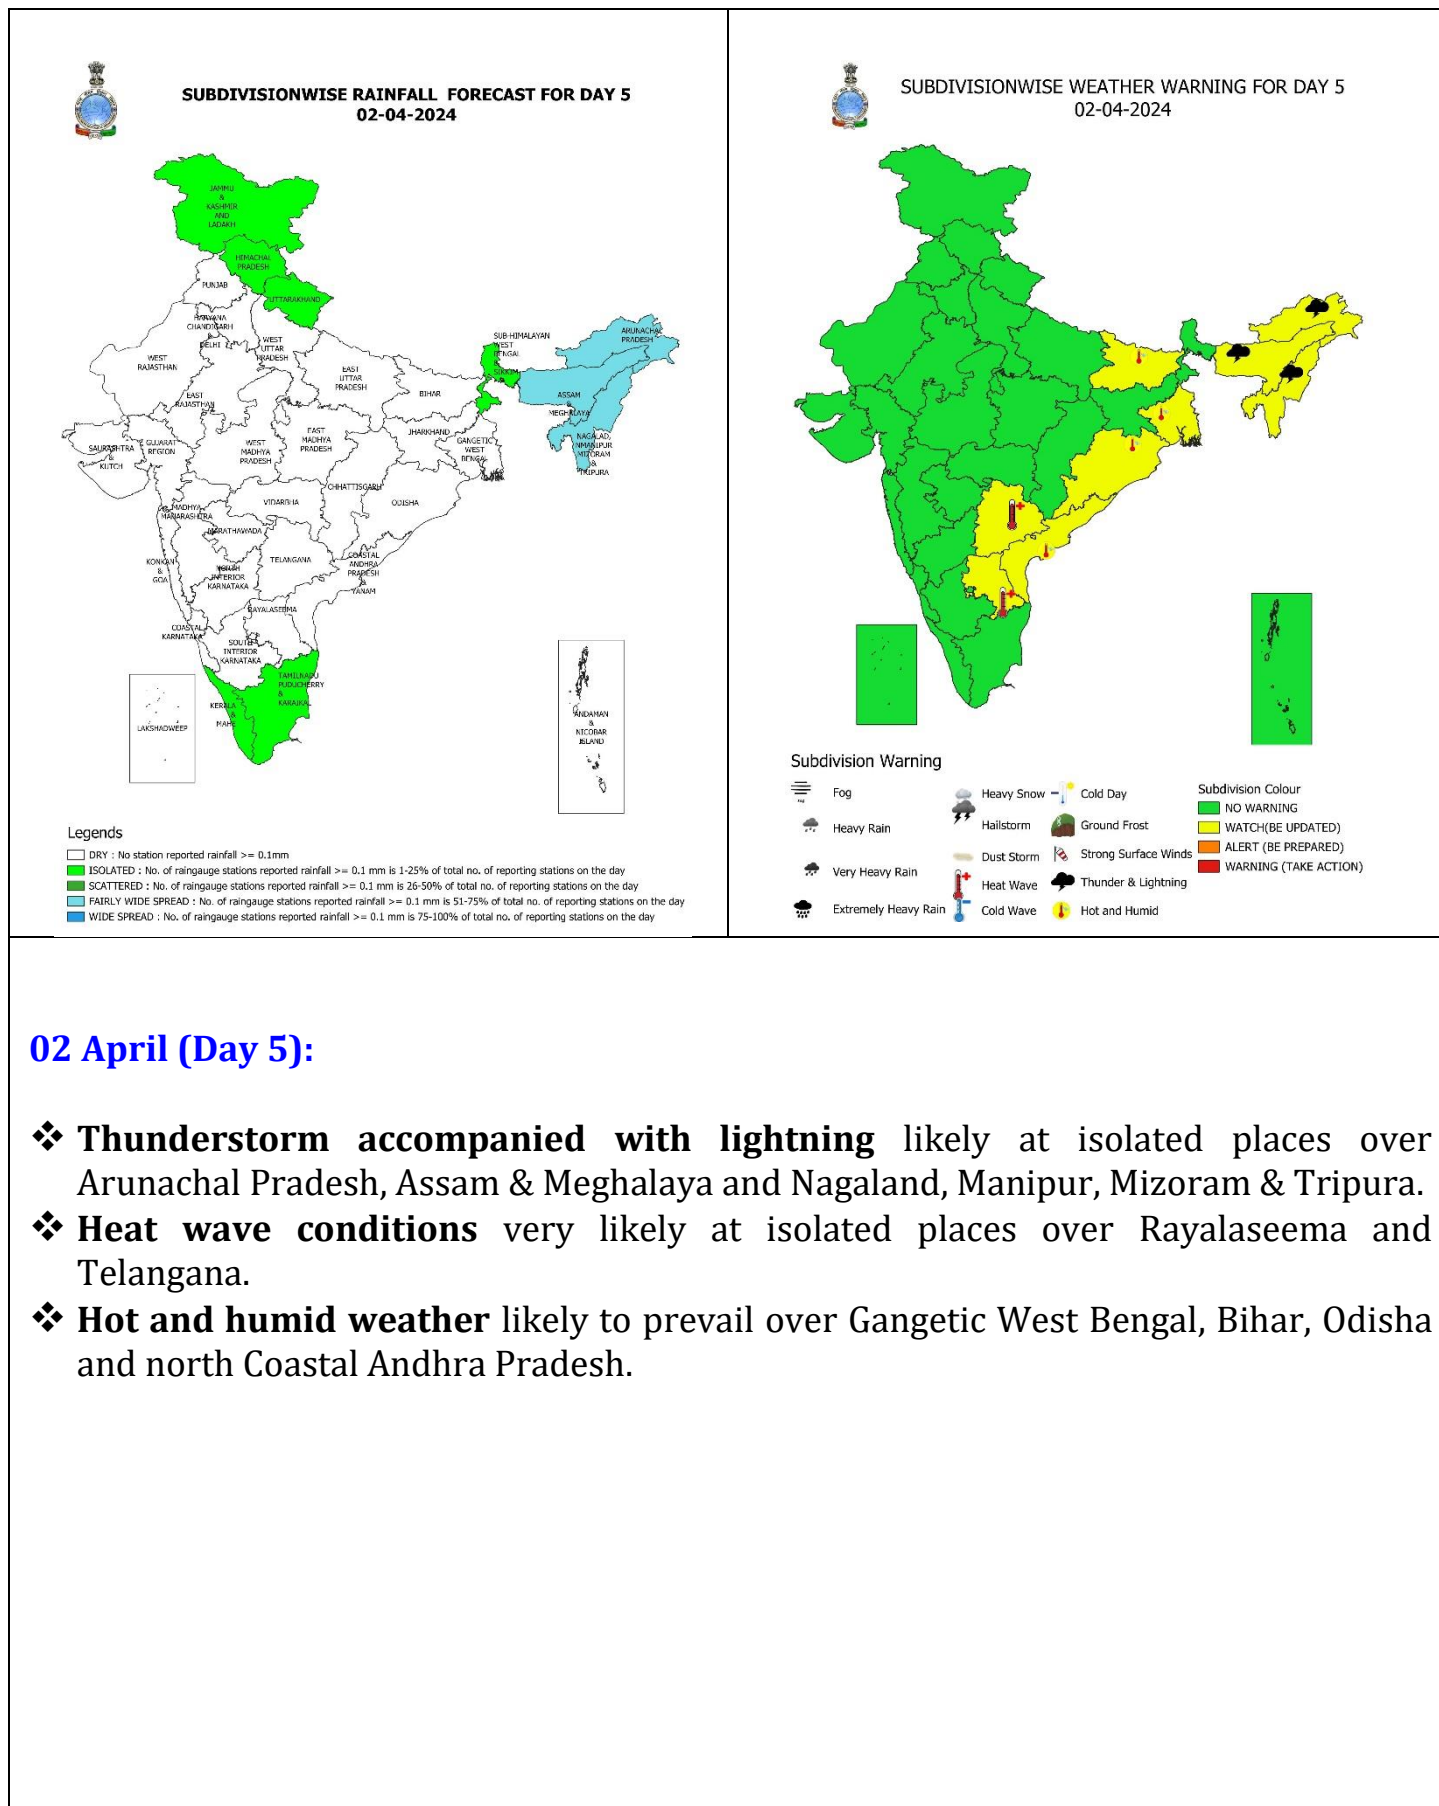 SUBDIVISIONWISE RAINFALL FORECAST FOR DAY 5
02-04-2024
JAMMU
&
KASHMIR
AND
LADAKH
HIMACHAL
PRADESH
PUNJAB
UTTARAKHAND
HARYANA
CHANDIGARH
&
DELHI
WEST
UTTAR
PRADESH
WEST
RAJASTHAN
EAST
UTTAR
PRADESH
EAST
RAJASTHAN
BIHAR
SUB-HIMALAYAN
WEST
BENGAL
&
SIKKIM
ARUNACHAL
PRADESH
ASSAM
&
MEGHALAYA
NAGALAD,
NMANIPUR
MIZORAM
&
TRIPURA
JHARKHAND
GANGETIC
WEST
BENGAL
EAST
MADHYA
PRADESH
WEST
MADHYA
PRADESH
GUJARAT
REGION
SAURASHTRA
&
KUTCH
CHHATTISGARH
ODISHA
VIDARBHA
MADHYA
MAHARASHTRA
MARATHAWADA
KONKAN
&
GOA
TELANGANA
COASTAL
ANDHRA
PRADESH
&
YANAM
NORTH
INTERIOR
KARNATAKA
RAYALASEEMA
COASTAL
KARNATAKA
SOUTH
INTERIOR
KARNATAKA
TAMILNADU
PUDUCHERRY
&
KARAIKAL
KERALA
&
MAHE
LAKSHADWEEP
ANDAMAN
&
NICOBAR
ISLAND
Legends
DRY : No station reported rainfall >= 0.1mm
ISOLATED : No. of raingauge stations reported rainfall >= 0.1 mm is 1-25% of total no. of reporting stations on the day
SCATTERED : No. of raingauge stations reported rainfall >= 0.1 mm is 26-50% of total no. of reporting stations on the day
FAIRLY WIDE SPREAD : No. of raingauge stations reported rainfall >= 0.1 mm is 51-75% of total no. of reporting stations on the day
WIDE SPREAD : No. of raingauge stations reported rainfall >= 0.1 mm is 75-100% of total no. of reporting stations on the day
SUBDIVISIONWISE WEATHER WARNING FOR DAY 5
02-04-2024
Subdivision Warning
Fog
Heavy Rain
Very Heavy Rain
Extremely Heavy Rain
Heavy Snow
Hailstorm
Dust Storm
Heat Wave
Cold Wave
Cold Day
Ground Frost
Strong Surface Winds
Thunder & Lightning
Hot and Humid
Subdivision Colour
NO WARNING
WATCH(BE UPDATED)
ALERT (BE PREPARED)
WARNING (TAKE ACTION)
02 April (Day 5):
❖ Thunderstorm accompanied with lightning likely at isolated places over
Arunachal Pradesh, Assam & Meghalaya and Nagaland, Manipur, Mizoram & Tripura.
❖ Heat wave conditions very likely at isolated places over Rayalaseema and
Telangana.
❖ Hot and humid weather likely to prevail over Gangetic West Bengal, Bihar, Odisha
and north Coastal Andhra Pradesh.